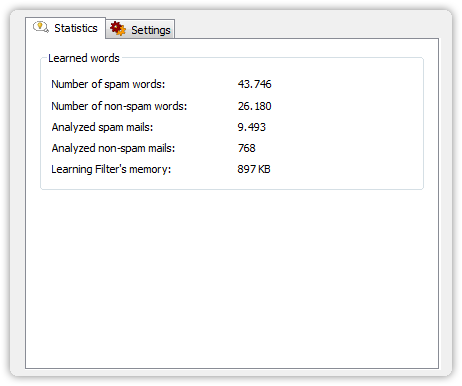 Statistics Settings
Learned words
Number of spam words: 43.746
Number of non-spam words: 26.180
Analyzed spam mails: 9.493
Analyzed non-spam mails: 768
Learning Filter's memory: 897 KB